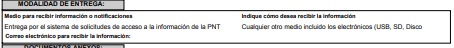 MODALIDAD DE ENTREGA:
Medio para recibir información o notificaciones
Indique cómo desea recibir la información
Entrega por el sistema de solicitudes de acceso a la información de la PNT
Cualquier otro medio incluido los electrónicos (USB, SD, Disco
Correo electrónico para recibir la información:
DOCUMENTOS ANEXOS: